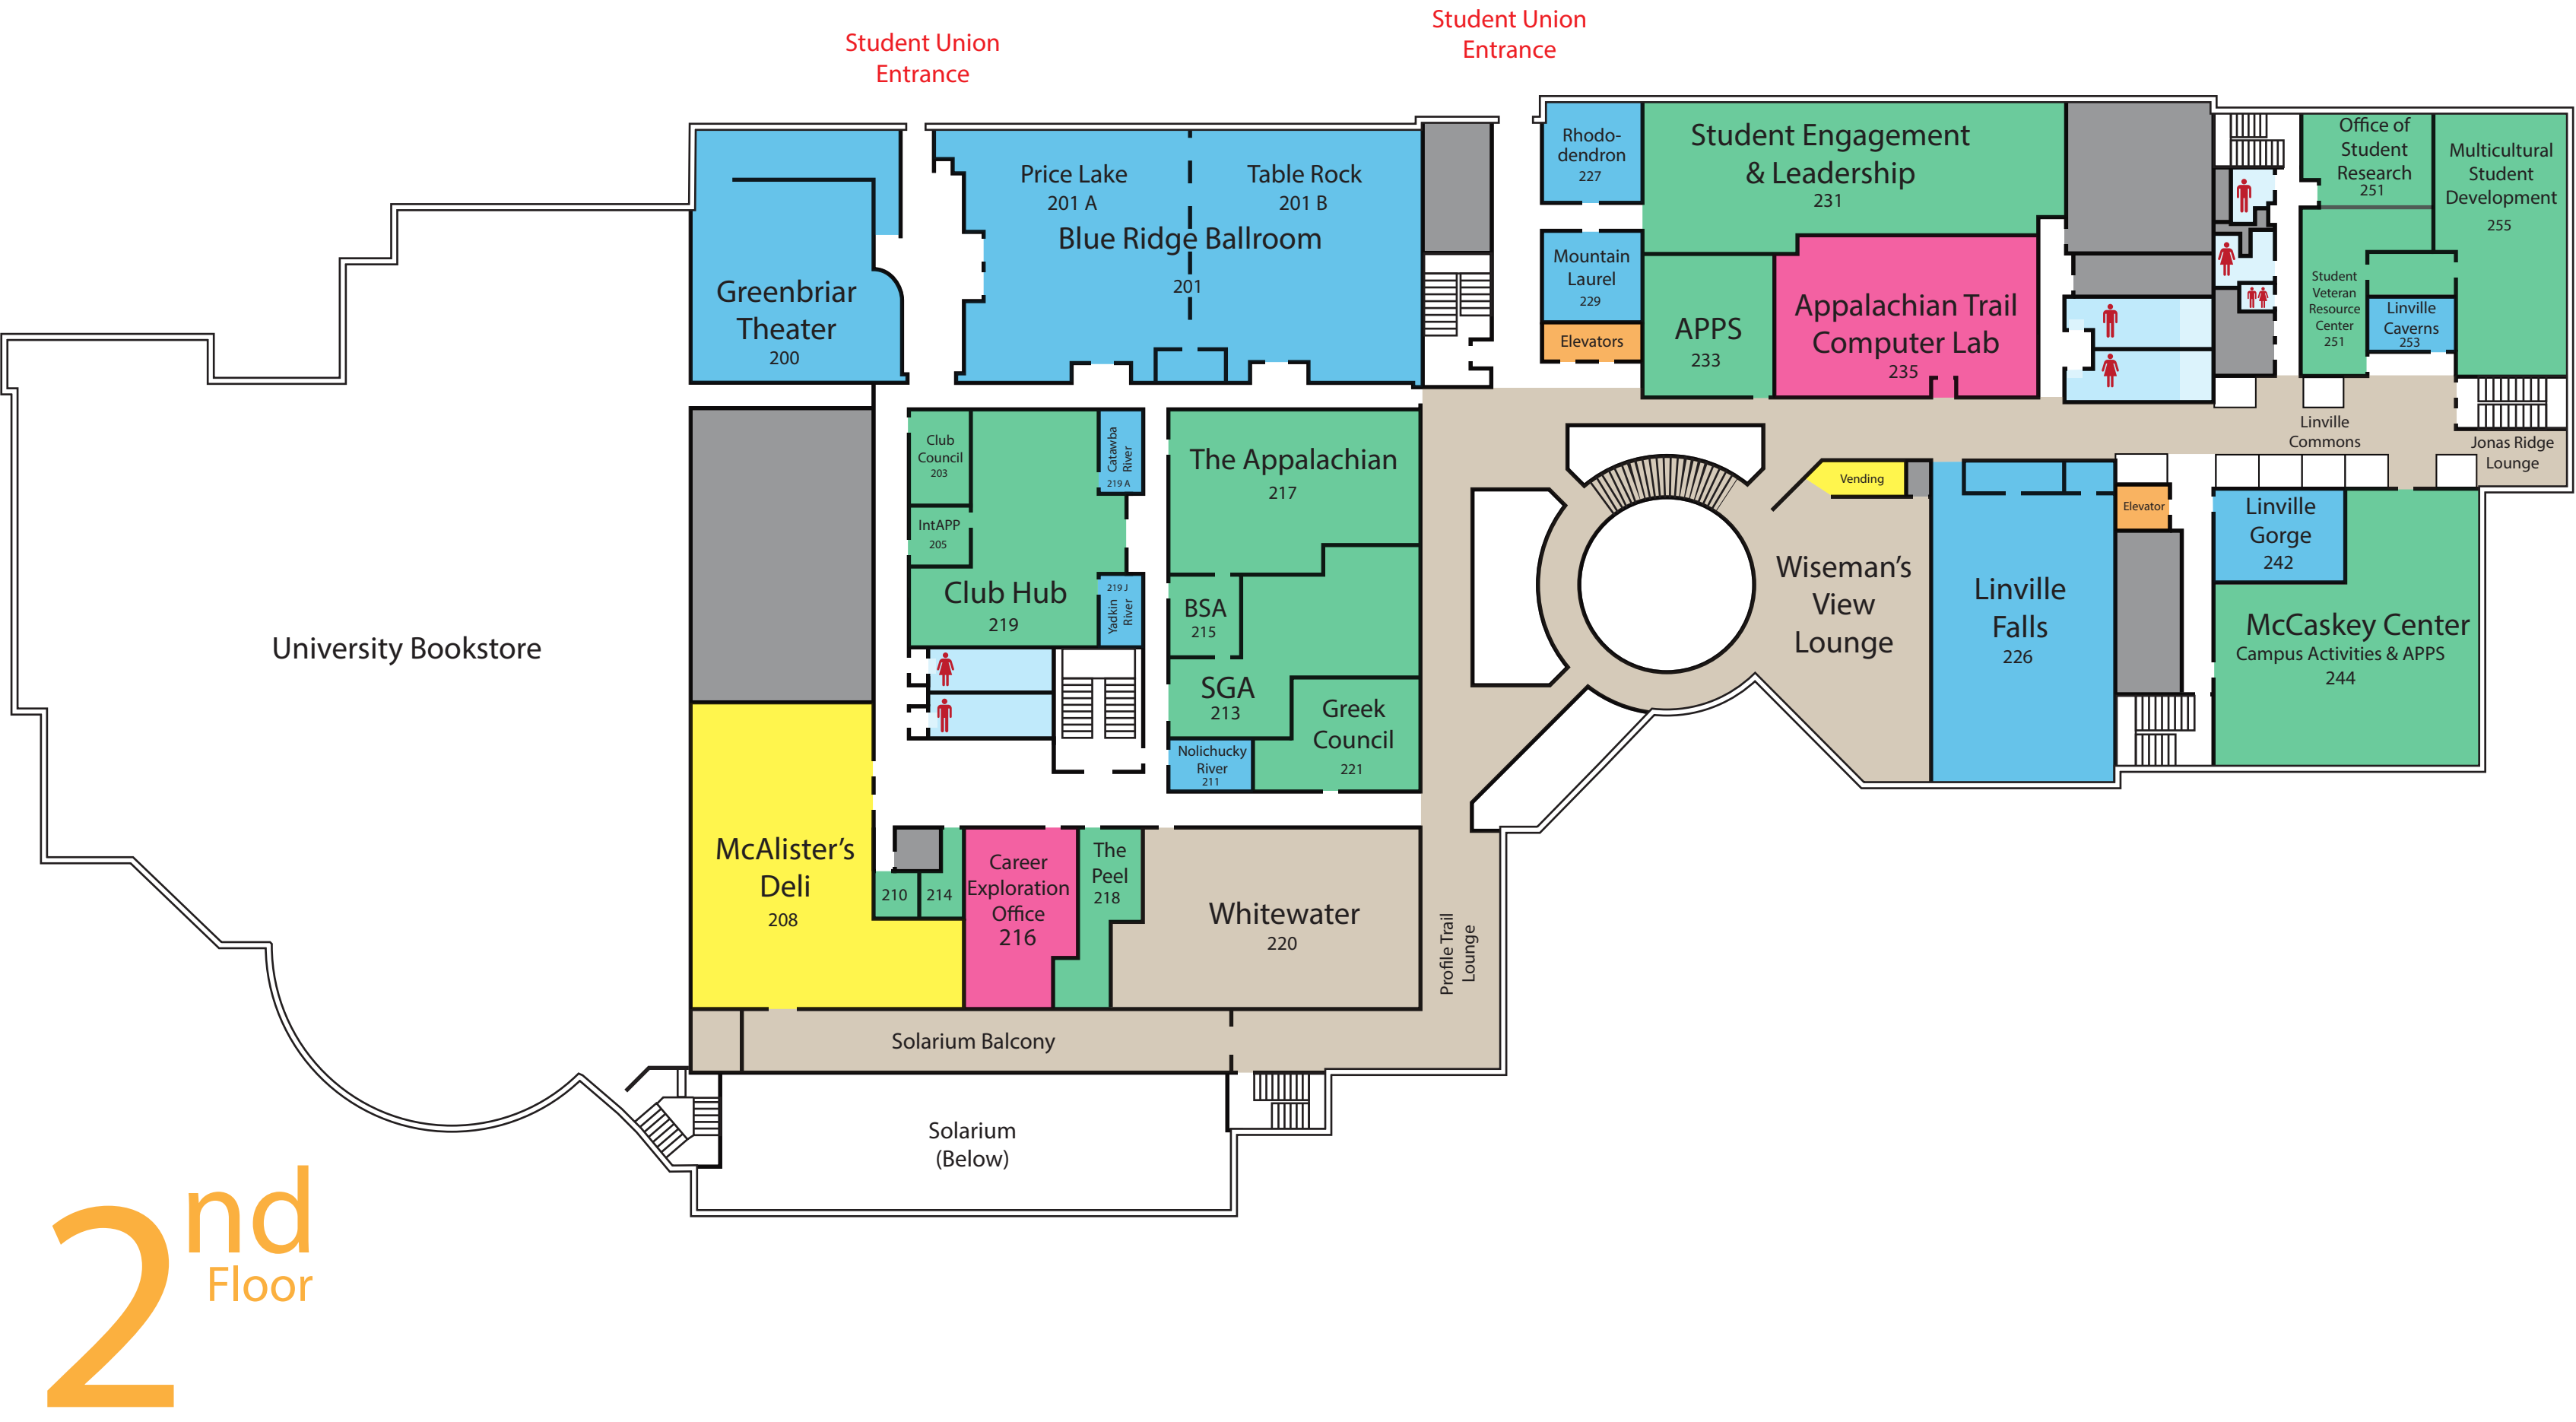 Student Union
Entrance
Student Union
Entrance
Greenbriar
Theater
200
Price Lake
201 A
Table Rock
201 B
Blue Ridge Ballroom
201
Rhodo-
dendron
227
Mountain
Laurel
229
Elevators
Student Engagement
& Leadership
231
APPS
233
Appalachian Trail
Computer Lab
235
Office of
Student
Research
251
Multicultural
Student
Development
255
Student
Veteran
Resource
Center
251
Linville
Caverns
253
Linville
Commons
Jonas Ridge
Lounge
University Bookstore
Club
Council
203
IntAPP
205
Club Hub
219
Catawba
River
219 A
219 J
Yadkin
River
The Appalachian
217
BSA
215
SGA
213
Nolichucky
River
211
Greek
Council
221
Vending
Wiseman’s
View
Lounge
Linville
Falls
226
Elevator
Linville
Gorge
242
McCaskey Center
Campus Activities & APPS
244
McAlister’s
Deli
208
210
214
Career
Exploration
Office
216
The
Peel
218
Whitewater
220
Profile Trail
Lounge
Solarium Balcony
Solarium
(Below)
2nd
Floor